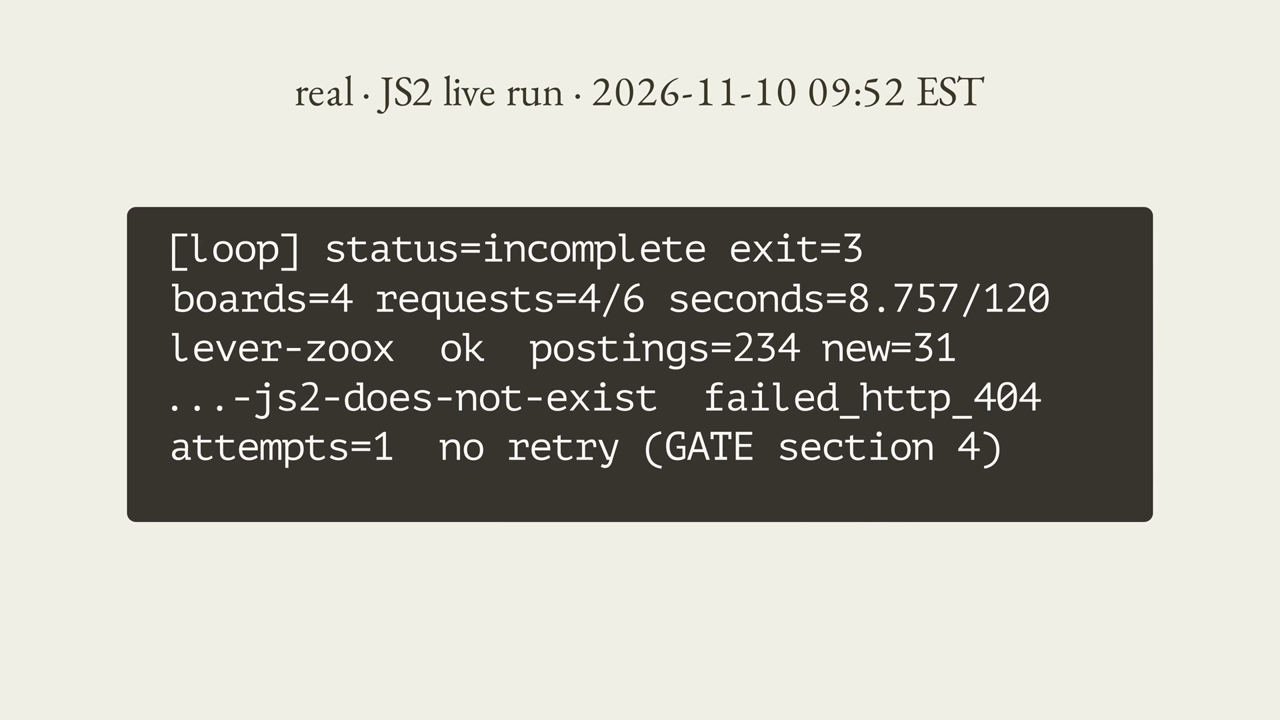 real · JS2 live run · 2026-11-10 09:52 EST
[loop] status=incomplete exit=3
boards=4 requests=4/6 seconds=8.757/120
lever-zoox  ok  postings=234 new=31
...-js2-does-not-exist  failed_http_404
attempts=1  no retry (GATE section 4)